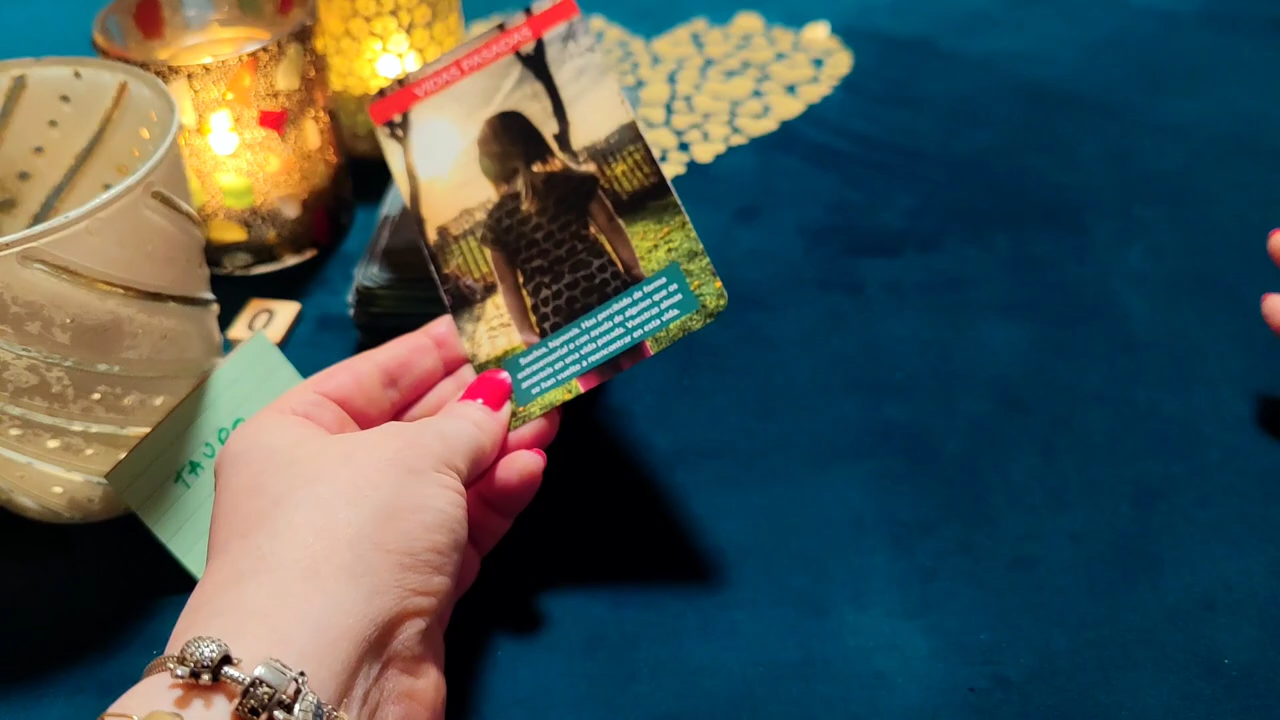 VIDAS PASADAS
Sueños, hipnosis. Has percibido de forma
extrasensorial o con ayuda de alguien que os
amasteis en una vida pasada. Vuestras almas
se han vuelto a reencontrar en esta vida.
O
TAURO